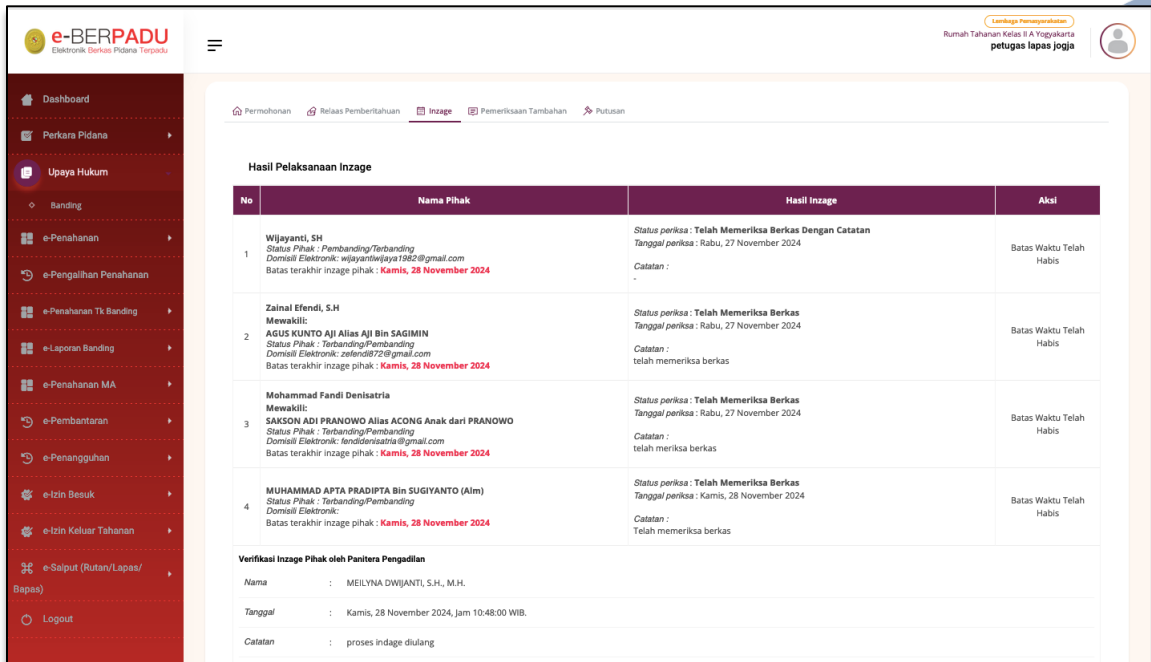 e-BERPADU
Elektronik Berkas Pidana Terpadu
Lembaga Pemasyarakatan
Rumah Tahanan Kelas II A Yogyakarta
petugas lapas jogja
Dashboard
Perkara Pidana
Upaya Hukum
Banding
e-Penahanan
e-Pengalihan Penahanan
e-Penahanan Tk Banding
e-Laporan Banding
e-Penahanan MA
e-Pembantaran
e-Penangguhan
e-Izin Besuk
e-Izin Keluar Tahanan
e-Salput (Rutan/Lapas/
Bapas)
Logout
Permohonan Relaas Pemberitahuan Inzage Pemeriksaan Tambahan Putusan
Hasil Pelaksanaan Inzage
No Nama Pihak Hasil Inzage Aksi
1
Wijayanti, SH
Status Pihak : Pembanding/Terbanding
Domisili Elektronik: wijayantiwijaya1982@gmail.com
Batas terakhir inzage pihak : Kamis, 28 November 2024
Status periksa : Telah Memeriksa Berkas Dengan Catatan
Tanggal periksa : Rabu, 27 November 2024
Catatan :
-
Batas Waktu Telah
Habis
2
Zainal Efendi, S.H
Mewakili:
AGUS KUNTO AJI Alias AJI Bin SAGIMIN
Status Pihak : Terbanding/Pembanding
Domisili Elektronik: zefendi872@gmail.com
Batas terakhir inzage pihak : Kamis, 28 November 2024
Status periksa : Telah Memeriksa Berkas
Tanggal periksa : Rabu, 27 November 2024
Catatan :
telah memeriksa berkas
Batas Waktu Telah
Habis
3
Mohammad Fandi Denisatria
Mewakili:
SAKSON ADI PRANOWO Alias ACONG Anak dari PRANOWO
Status Pihak : Terbanding/Pembanding
Domisili Elektronik: fendidenisatria@gmail.com
Batas terakhir inzage pihak : Kamis, 28 November 2024
Status periksa : Telah Memeriksa Berkas
Tanggal periksa : Rabu, 27 November 2024
Catatan :
telah meriksa berkas
Batas Waktu Telah
Habis
4
MUHAMMAD APTA PRADIPTA Bin SUGIYANTO (Alm)
Status Pihak : Terbanding/Pembanding
Domisili Elektronik:
Batas terakhir inzage pihak : Kamis, 28 November 2024
Status periksa : Telah Memeriksa Berkas
Tanggal periksa : Kamis, 28 November 2024
Catatan :
Telah memeriksa berkas
Batas Waktu Telah
Habis
Verifikasi Inzage Pihak oleh Panitera Pengadilan
Nama : MEILYNA DWIJANTI, S.H., M.H.
Tanggal : Kamis, 28 November 2024, Jam 10:48:00 WIB.
Catatan : proses indage diulang